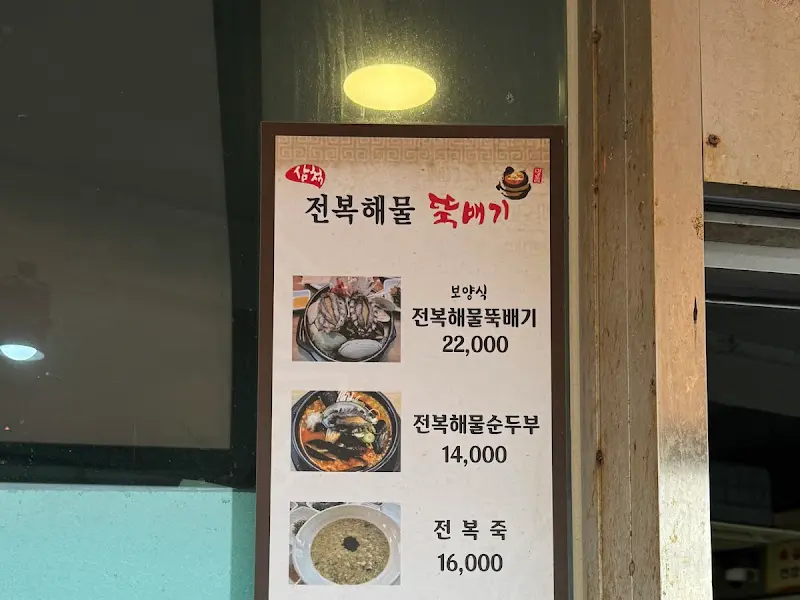 삼척
전복해물 뚝배기
보양식
전복해물뚝배기
22,000
전복해물순두부
14,000
전복죽
16,000